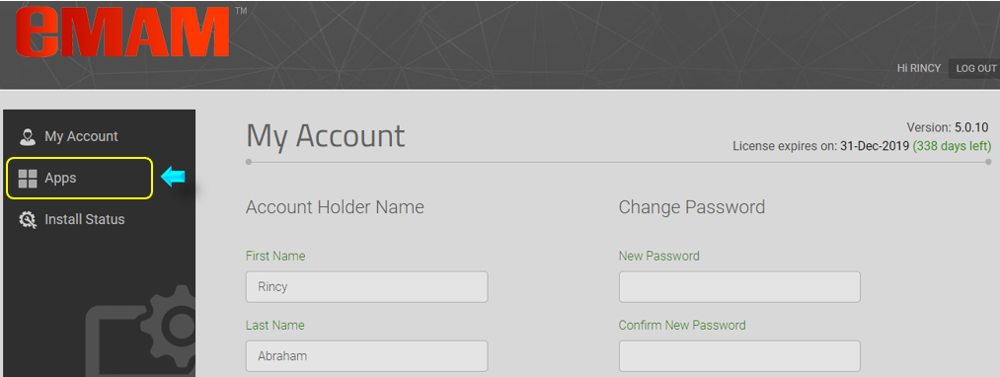 eMAM TM
Hi RINCY LOG OUT
My Account
Apps
Install Status
My Account
Version: 5.0.10
License expires on: 31-Dec-2019 (338 days left)
Account Holder Name
Change Password
First Name
New Password
Rincy
Last Name
Confirm New Password
Abraham